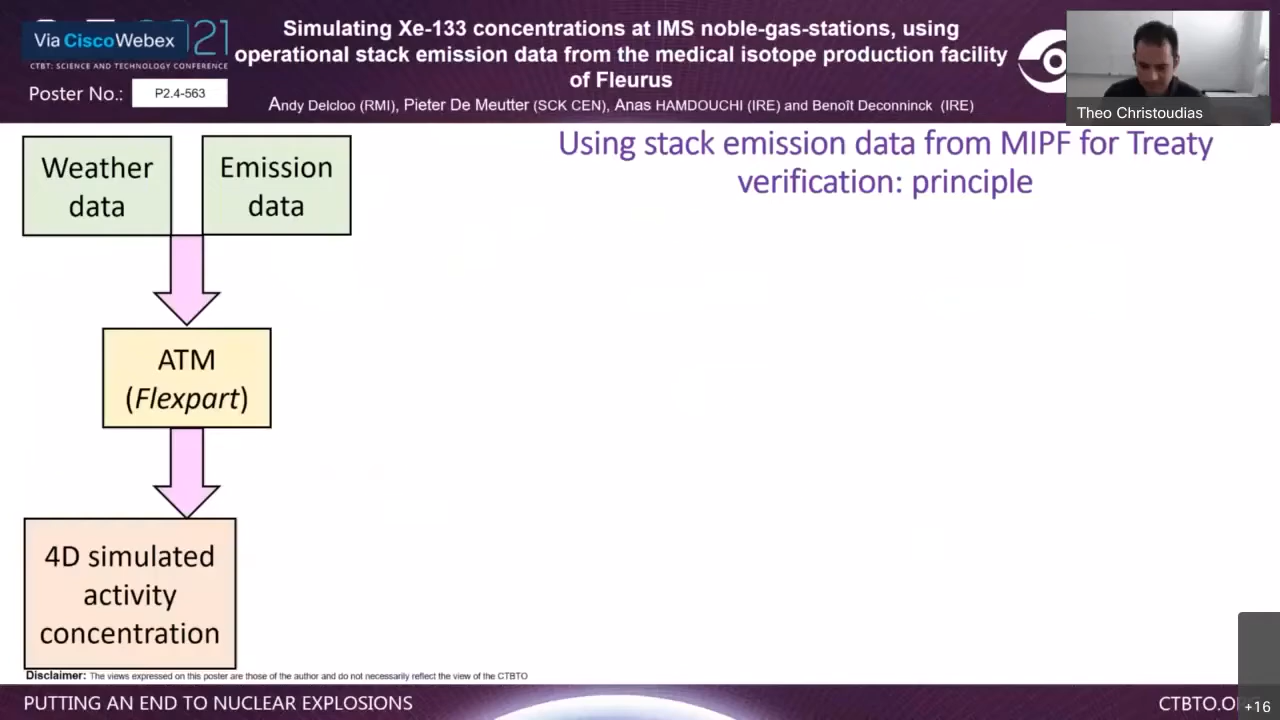 Via Cisco Webex
21
CTBT: SCIENCE AND TECHNOLOGY CONFERENCE
Poster No.: P2.4-563
Simulating Xe-133 concentrations at IMS noble-gas-stations, using
operational stack emission data from the medical isotope production facility
of Fleurus
Andy Delcloo (RMI), Pieter De Meutter (SCK CEN), Anas HAMDOUCHI (IRE) and Benoît Deconninck (IRE)
Theo Christoudias
Using stack emission data from MIPF for Treaty
verification: principle
Weather
data
Emission
data
ATM
(Flexpart)
4D simulated
activity
concentration
Disclaimer: The views expressed on this poster are those of the author and do not necessarily reflect the view of the CTBTO
PUTTING AN END TO NUCLEAR EXPLOSIONS
CTBTO.O
+16